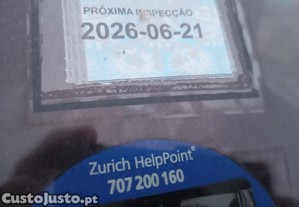 PRÓXIMA INSPECÇÃO
2026-06-21
Zurich HelpPoint®
707 200 160
CustoJusto.pt